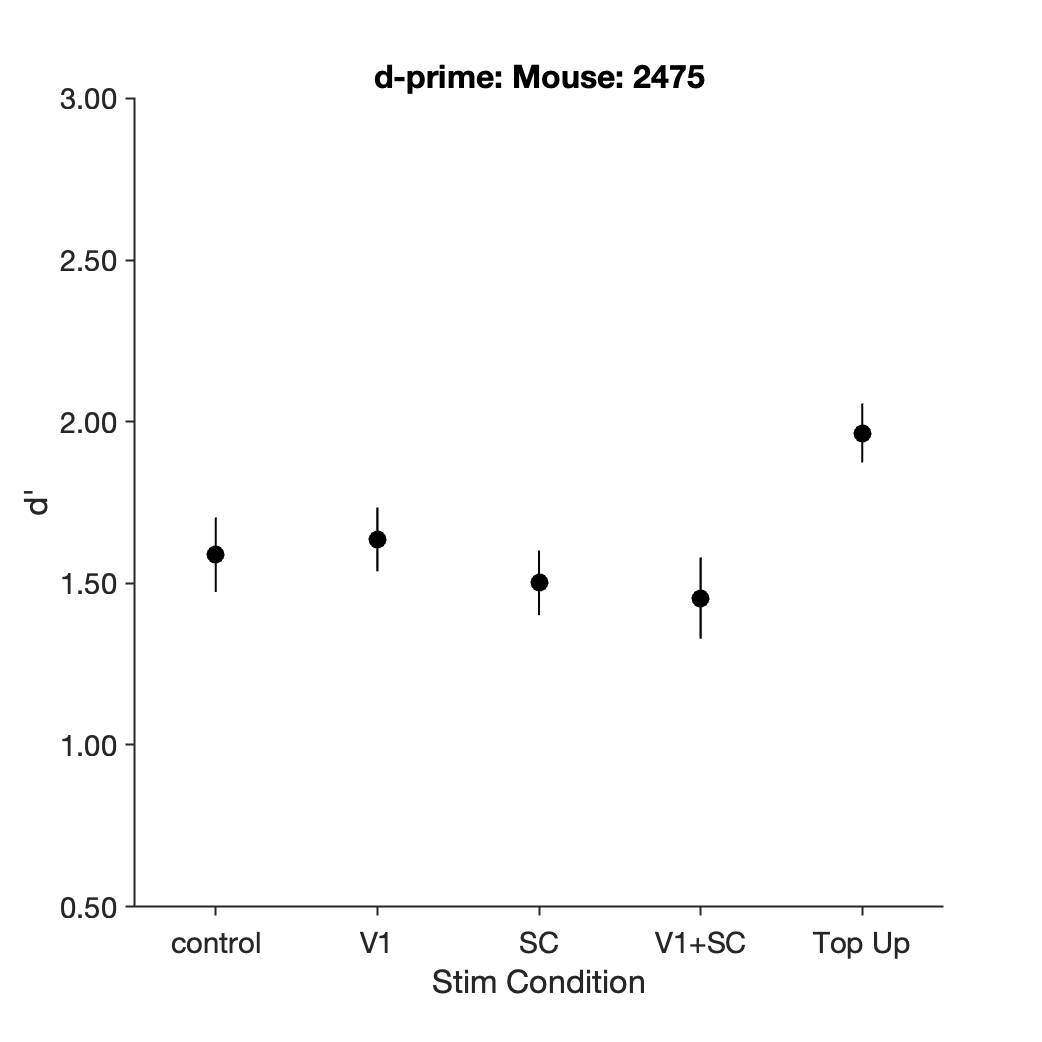 d-prime: Mouse: 2475
3.00
2.50
2.00
1.50
1.00
0.50
d'
control V1 SC V1+SC Top Up
Stim Condition